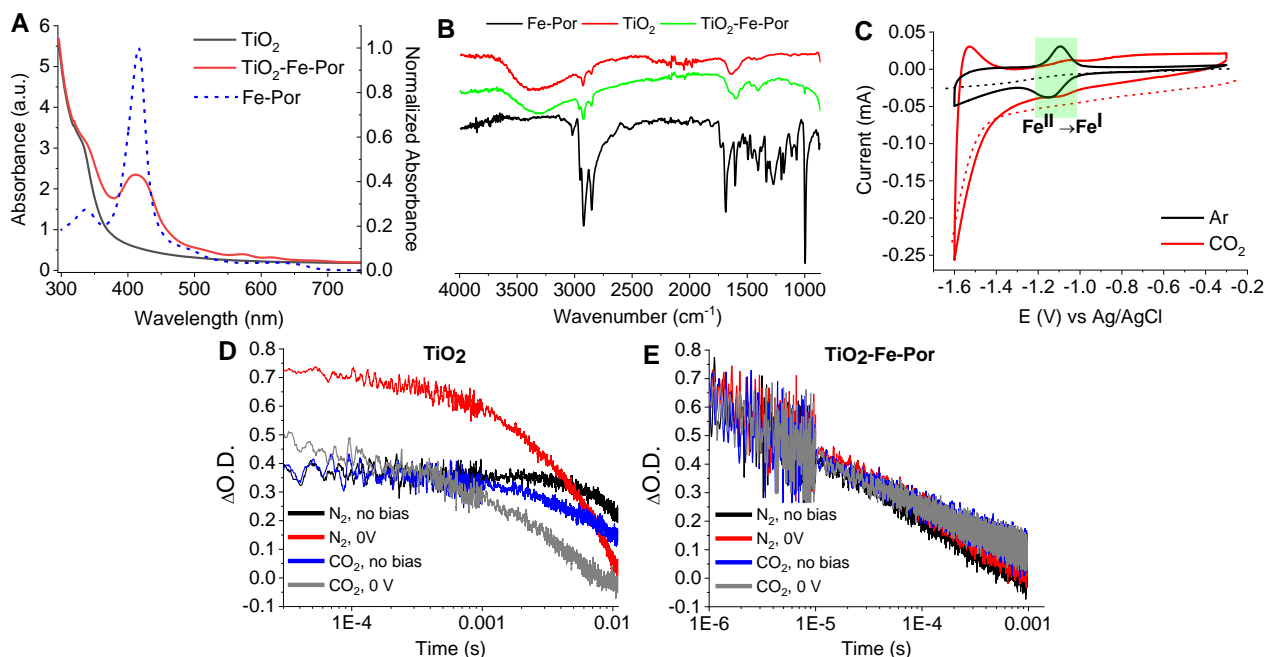 A
TiO2
TiO2-Fe-Por
Fe-Por
Absorbance (a.u.)
6
5
4
3
2
1
0
Normalized Absorbance
1.0
0.8
0.6
0.4
0.2
0.0
300 400 500 600 700
Wavelength (nm)
B
Fe-Por TiO2 TiO2-Fe-Por
4000 3500 3000 2500 2000 1500 1000
Wavenumber (cm-1)
C
Current (mA)
0.05
0.00
-0.05
-0.10
-0.15
-0.20
-0.25
FeII→FeI
Ar
CO2
-1.6 -1.4 -1.2 -1.0 -0.8 -0.6 -0.4 -0.2
E (V) vs Ag/AgCl
D
TiO2
ΔO.D.
0.8
0.7
0.6
0.5
0.4
0.3
0.2
0.1
0.0
-0.1
N2, no bias
N2, 0V
CO2, no bias
CO2, 0 V
1E-4 0.001 0.01
Time (s)
E
TiO2-Fe-Por
ΔO.D.
0.8
0.7
0.6
0.5
0.4
0.3
0.2
0.1
0.0
-0.1
N2, no bias
N2, 0V
CO2, no bias
CO2, 0 V
1E-6 1E-5 1E-4 0.001
Time (s)